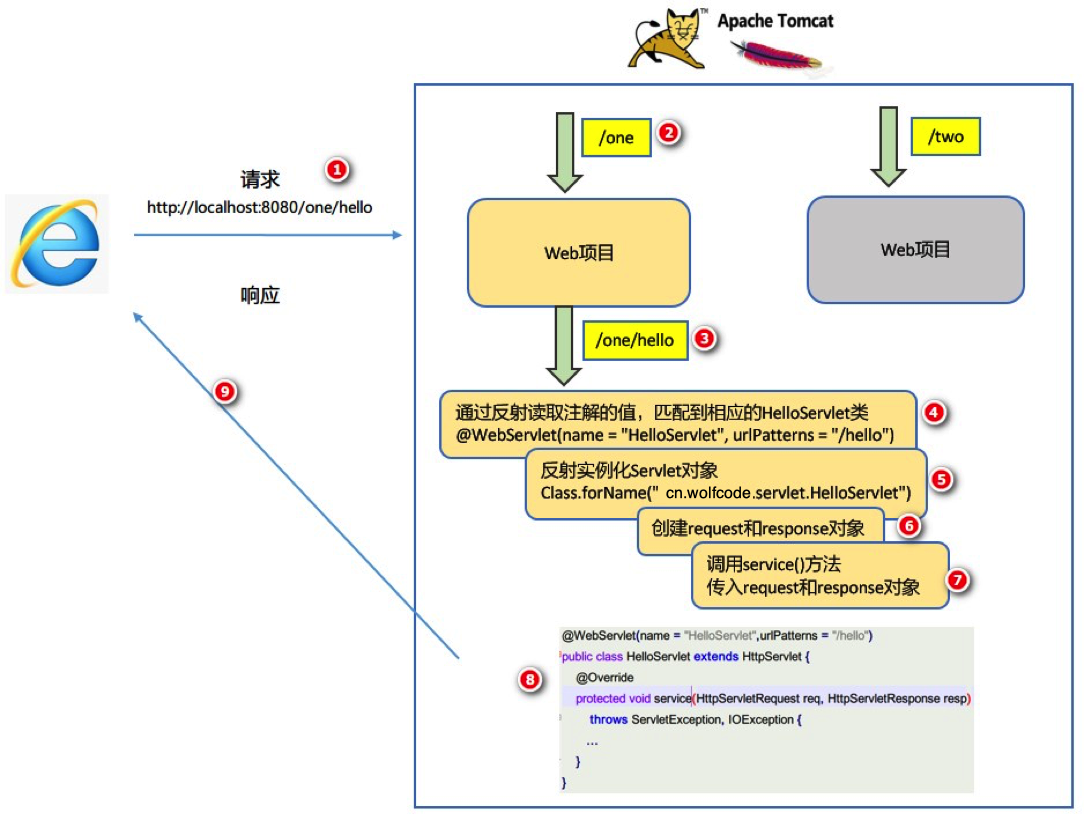 Apache Tomcat
TM
请求
1
http://localhost:8080/one/hello
响应
/one
2
/two
Web项目
Web项目
/one/hello
3
通过反射读取注解的值，匹配到相应的HelloServlet类
@WebServlet(name = "HelloServlet", urlPatterns = "/hello")
4
反射实例化Servlet对象
Class.forName(" cn.wolfcode.servlet.HelloServlet")
5
创建request和response对象
6
调用service()方法
传入request和response对象
7
8
@WebServlet(name = "HelloServlet",urlPatterns = "/hello")
public class HelloServlet extends HttpServlet {
@Override
protected void service(HttpServletRequest req, HttpServletResponse resp)
throws ServletException, IOException {
...
}
}
9